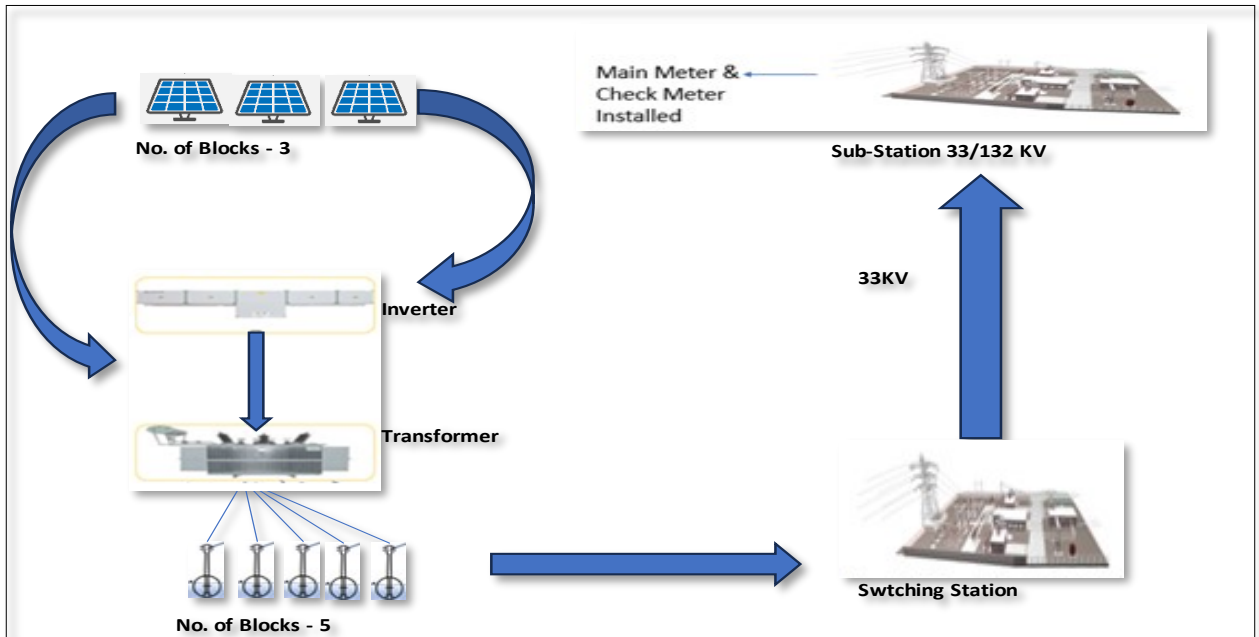 Main Meter &
Check Meter
Installed
No. of Blocks - 3
Sub-Station 33/132 KV
33KV
Inverter
Transformer
Swtching Station
No. of Blocks - 5